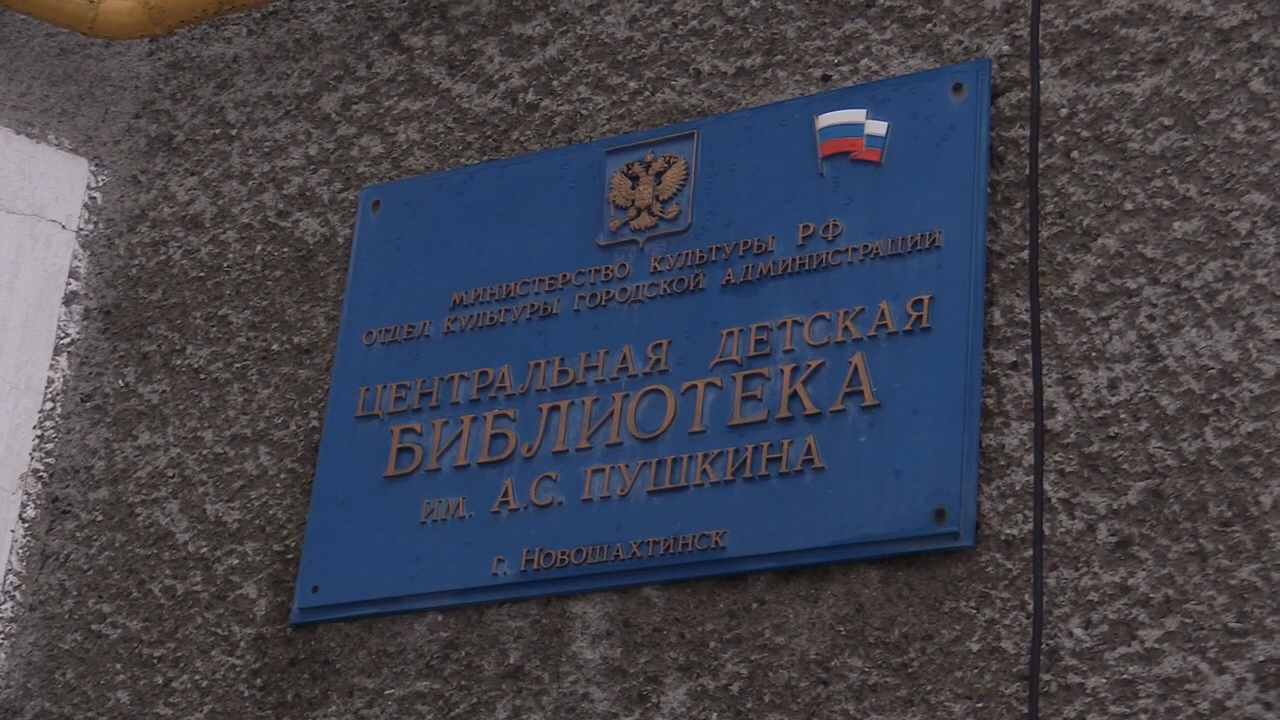 МИНИСТЕРСТВО КУЛЬТУРЫ РФ
ОТДЕЛ КУЛЬТУРЫ ГОРОДСКОЙ АДМИНИСТРАЦИИ
ЦЕНТРАЛЬНАЯ ДЕТСКАЯ
БИБЛИОТЕКА
ИМ. А.С. ПУШКИНА
Г. НОВОШАХТИНСК